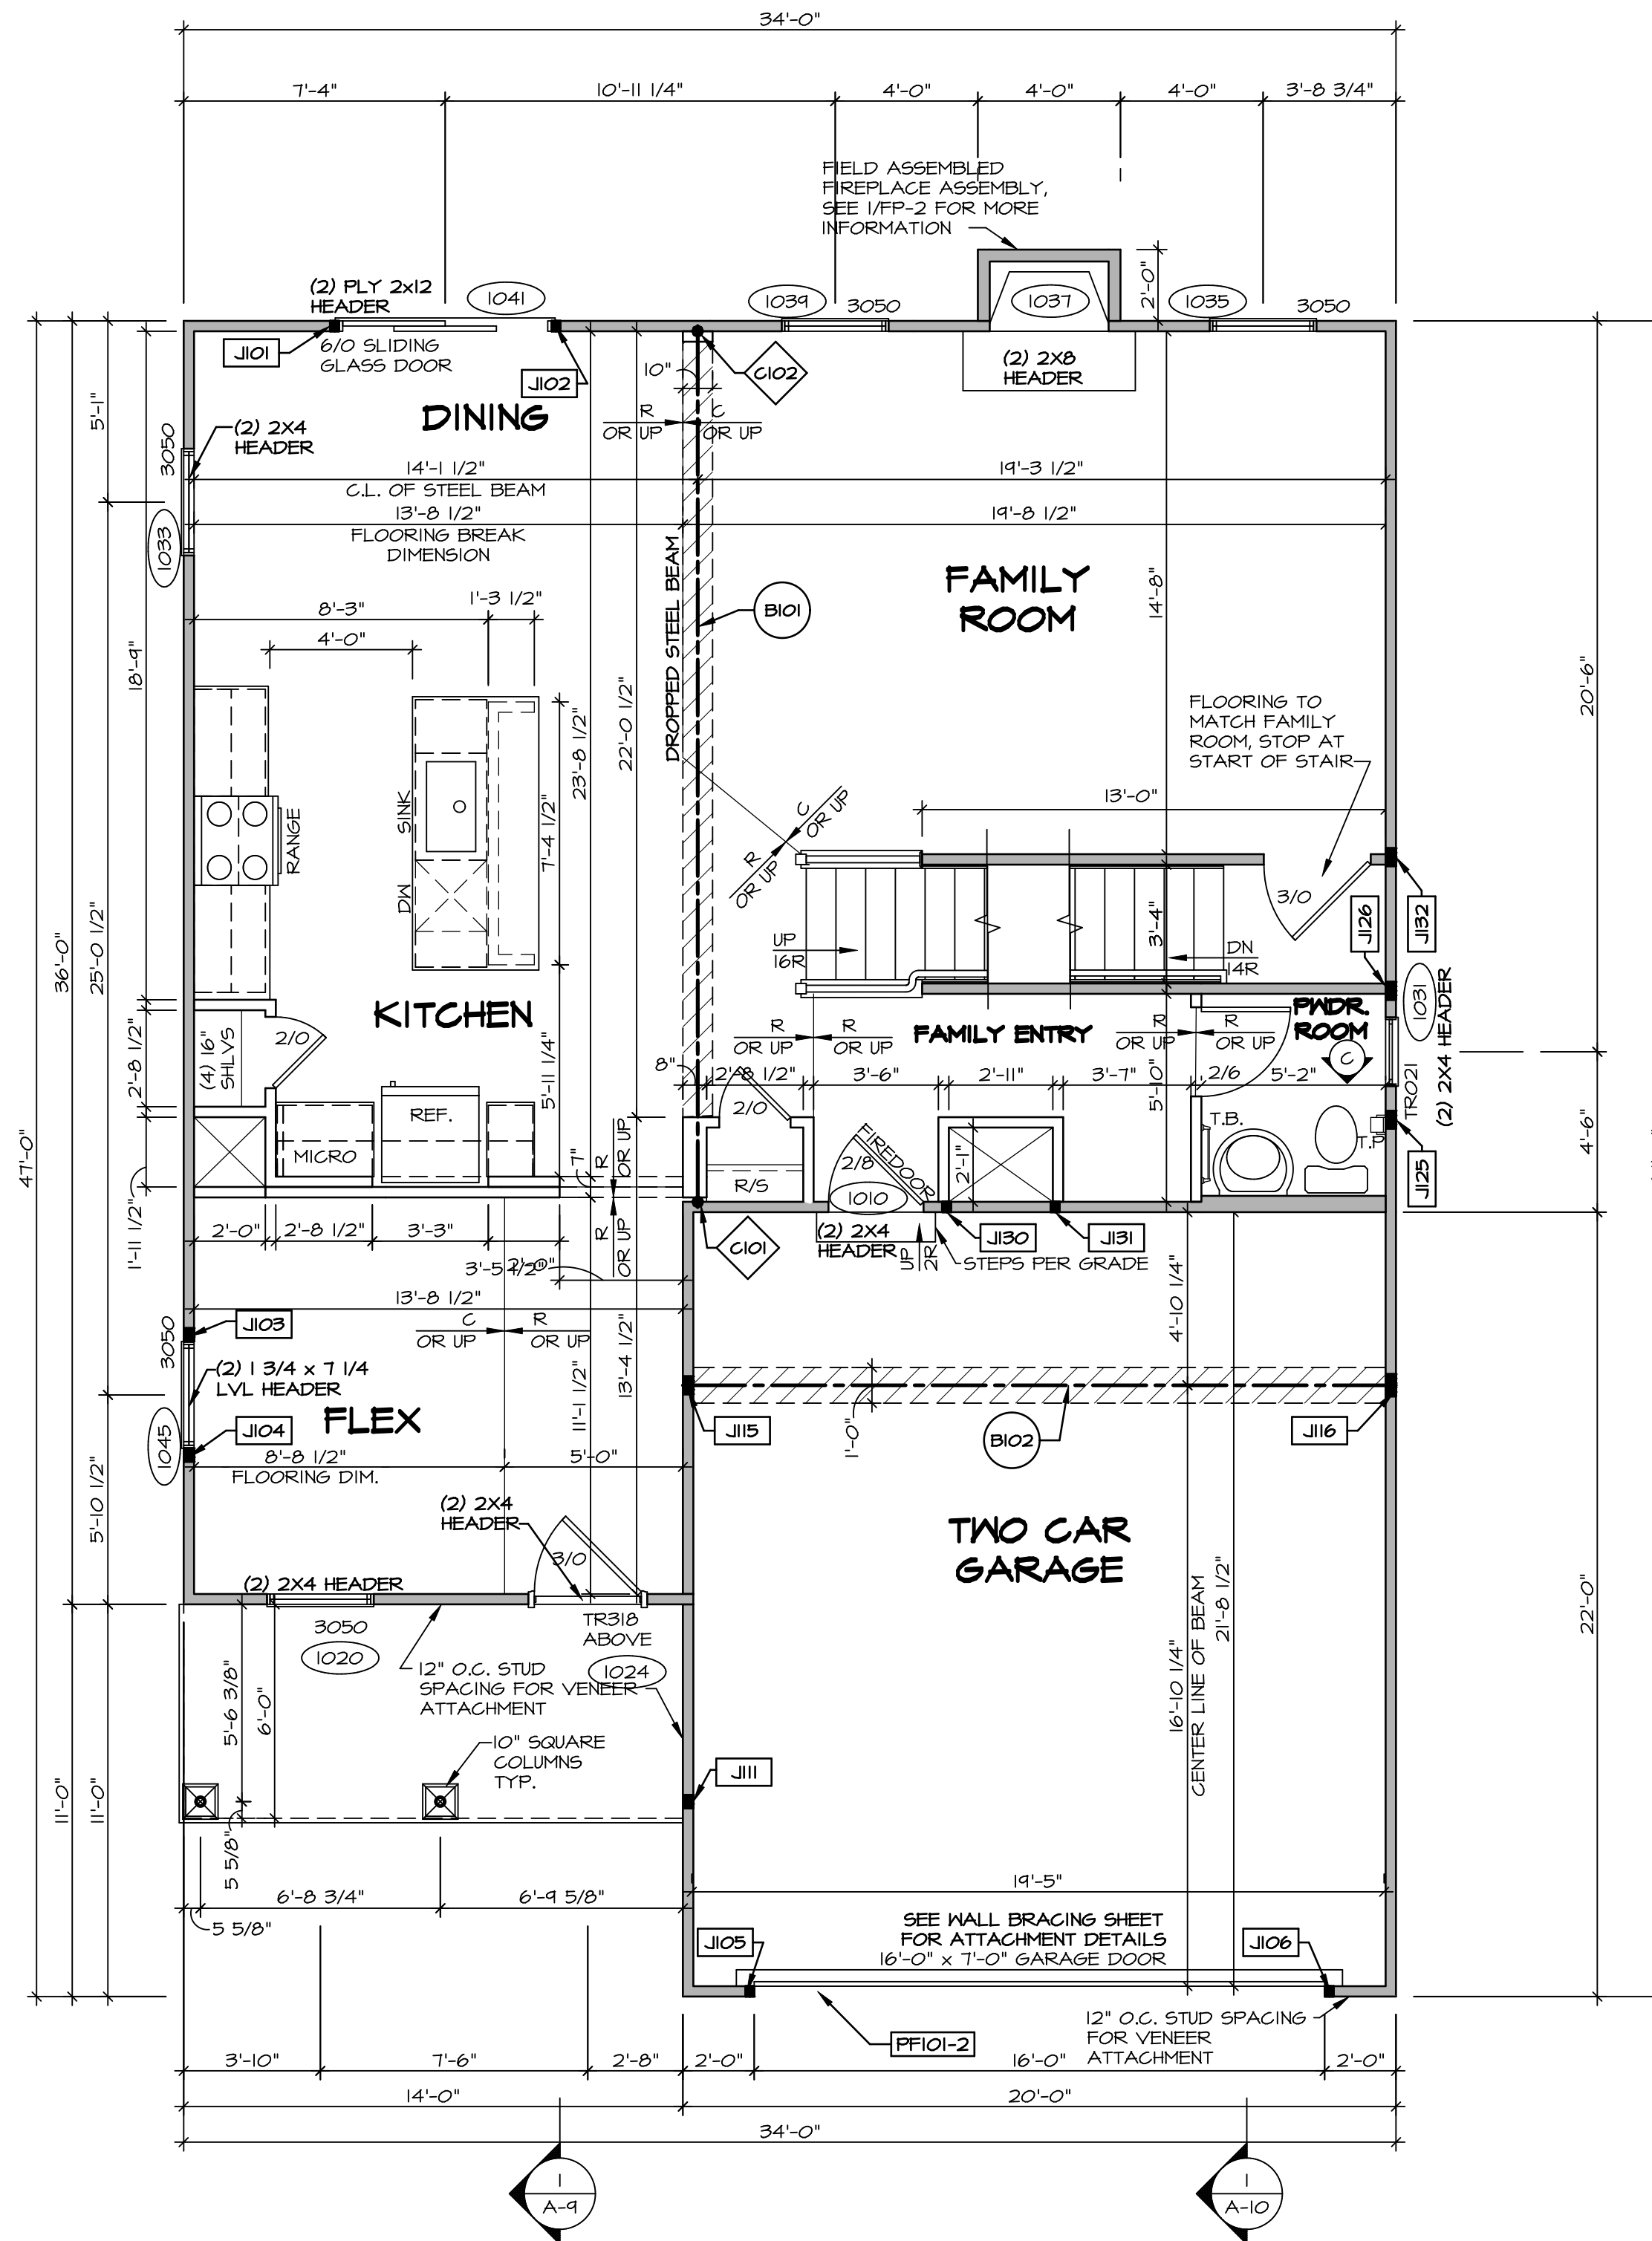 34'-0"
7'-4"
10'-11 1/4"
4'-0"
4'-0"
4'-0"
3'-8 3/4"
FIELD ASSEMBLED
FIREPLACE ASSEMBLY,
SEE 1/FP-2 FOR MORE
INFORMATION
2'-0"
(2) PLY 2x12
HEADER
1041
1039
3050
1037
1035
3050
J101
6/0 SLIDING
GLASS DOOR
J102
10"
C102
(2) 2X8
HEADER
DINING
R
OR UP
C
OR UP
5'-1"
3050
(2) 2X4
HEADER
14'-1 1/2"
C.L. OF STEEL BEAM
19'-3 1/2"
13'-8 1/2"
FLOORING BREAK
DIMENSION
19'-8 1/2"
1033
DROPPED STEEL BEAM
B101
FAMILY
ROOM
14'-8"
8'-3"
1'-3 1/2"
4'-0"
18'-9"
23'-8 1/2"
22'-0 1/2"
20'-6"
FLOORING TO
MATCH FAMILY
ROOM, STOP AT
START OF STAIR
SINK
RANGE
DW
7'-4 1/2"
C
OR UP
R
OR UP
13'-0"
3/0
J126
J132
36'-0"
25'-0 1/2"
UP
16R
3'-4"
DN
14R
KITCHEN
FAMILY ENTRY
PWDR.
ROOM
1031
(2) 2X4 HEADER
TR021
R
OR UP
R
OR UP
R
OR UP
R
OR UP
C
(4) 16"
SHLVS
2/0
2'-8 1/2"
5'-11 1/4"
8"
2'-8 1/2"
3'-6"
2'-11"
3'-7"
5'-10"
2/6
5'-2"
REF.
MICRO
2/0
R/S
FIREDOOR
2/8
1010
2'-1"
T.B.
T.P
J125
4'-6"
47'-0"
1'-11 1/2"
7"
R
OR UP
R
OR UP
2'-0"
2'-8 1/2"
3'-3"
3'-5 1/2"
2'-0"
C101
(2) 2X4
HEADER
UP
2R
J130
J131
STEPS PER GRADE
4'-10 1/4"
13'-8 1/2"
J103
C
OR UP
R
OR UP
3050
(2) 1 3/4 x 7 1/4
LVL HEADER
FLEX
J104
1045
11'-1 1/2"
13'-4 1/2"
J115
1'-0"
B102
J116
8'-8 1/2"
FLOORING DIM.
5'-0"
5'-10 1/2"
(2) 2X4
HEADER
3/0
TWO CAR
GARAGE
(2) 2X4 HEADER
3050
1020
TR318
ABOVE
1024
12" O.C. STUD
SPACING FOR VENEER
ATTACHMENT
16'-10 1/4"
CENTER LINE OF BEAM
21'-8 1/2"
22'-0"
5'-6 3/8"
6'-0"
10" SQUARE
COLUMNS
TYP.
J111
11'-0"
11'-0"
5 5/8"
6'-8 3/4"
6'-9 5/8"
5 5/8"
19'-5"
SEE WALL BRACING SHEET
FOR ATTACHMENT DETAILS
16'-0" x 7'-0" GARAGE DOOR
J105
J106
PF101-2
12" O.C. STUD SPACING
FOR VENEER
ATTACHMENT
3'-10"
7'-6"
2'-8"
2'-0"
16'-0"
2'-0"
14'-0"
20'-0"
34'-0"
1
A-9
1
A-10